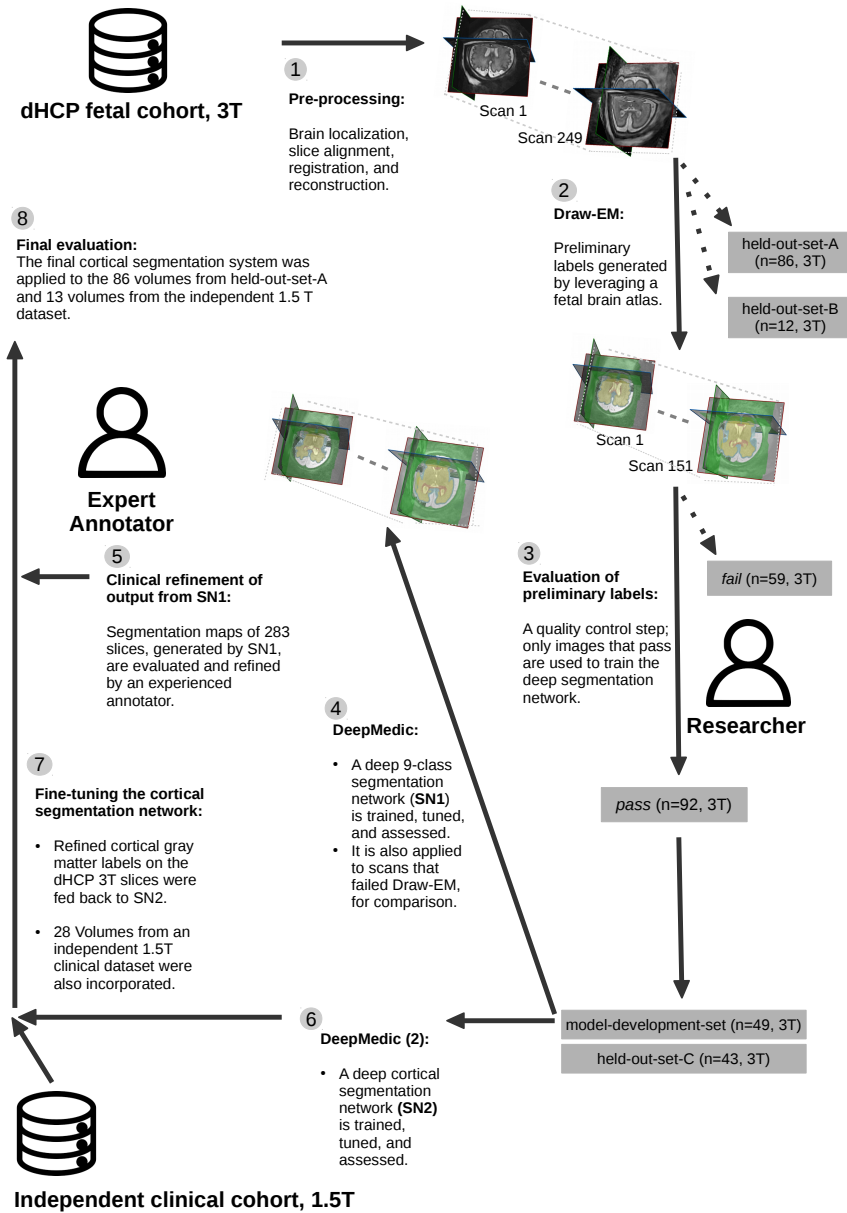 dHCP fetal cohort, 3T
1
Pre-processing:
Brain localization,
slice alignment,
registration, and
reconstruction.
Scan 1
Scan 249
2
Draw-EM:
Preliminary
labels generated
by leveraging a
fetal brain atlas.
held-out-set-A
(n=86, 3T)
held-out-set-B
(n=12, 3T)
8
Final evaluation:
The final cortical segmentation system was
applied to the 86 volumes from held-out-set-A
and 13 volumes from the independent 1.5 T
dataset.
Scan 1
Scan 151
Expert
Annotator
3
Evaluation of
preliminary labels:
A quality control step;
only images that pass
are used to train the
deep segmentation
network.
fail (n=59, 3T)
Researcher
5
Clinical refinement of
output from SN1:
Segmentation maps of 283
slices, generated by SN1,
are evaluated and refined
by an experienced
annotator.
4
DeepMedic:
• A deep 9-class
segmentation
network (SN1)
is trained, tuned,
and assessed.
• It is also applied
to scans that
failed Draw-EM,
for comparison.
pass (n=92, 3T)
7
Fine-tuning the cortical
segmentation network:
• Refined cortical gray
matter labels on the
dHCP 3T slices were
fed back to SN2.
• 28 Volumes from an
independent 1.5T
clinical dataset were
also incorporated.
model-development-set (n=49, 3T)
held-out-set-C (n=43, 3T)
6
DeepMedic (2):
• A deep cortical
segmentation
network (SN2)
is trained,
tuned, and
assessed.
Independent clinical cohort, 1.5T